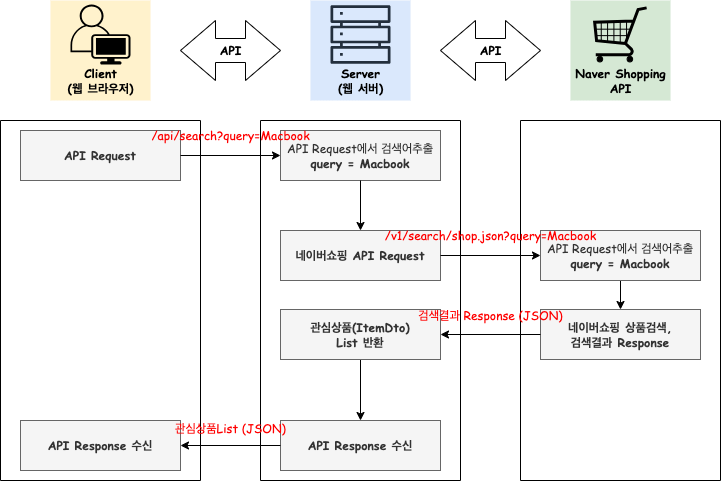 API
API
Client
(웹 브라우저)
Server
(웹 서버)
Naver Shopping
API
/api/search?query=Macbook
API Request
API Request에서 검색어추출
query = Macbook
/v1/search/shop.json?query=Macbook
네이버쇼핑 API Request
API Request에서 검색어추출
query = Macbook
검색결과 Response (JSON)
관심상품(ItemDto)
List 반환
네이버쇼핑 상품검색,
검색결과 Response
관심상품List (JSON)
API Response 수신
API Response 수신